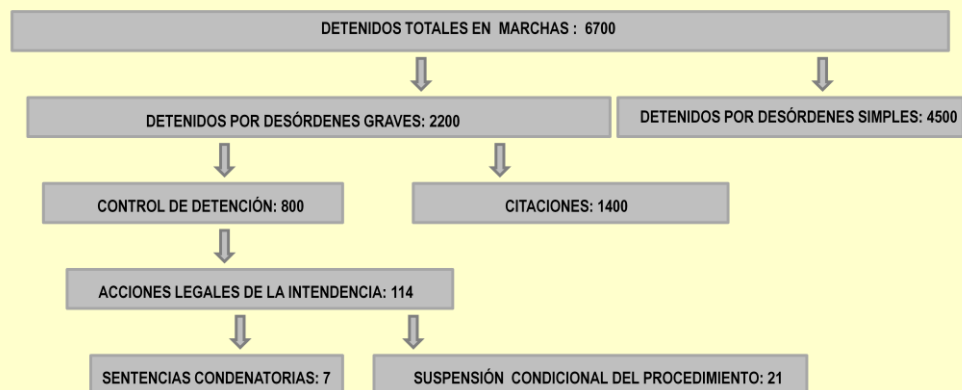 DETENIDOS TOTALES EN MARCHAS : 6700
DETENIDOS POR DESÓRDENES GRAVES: 2200
DETENIDOS POR DESÓRDENES SIMPLES: 4500
CONTROL DE DETENCIÓN: 800
CITACIONES: 1400
ACCIONES LEGALES DE LA INTENDENCIA: 114
SENTENCIAS CONDENATORIAS: 7
SUSPENSIÓN CONDICIONAL DEL PROCEDIMIENTO: 21